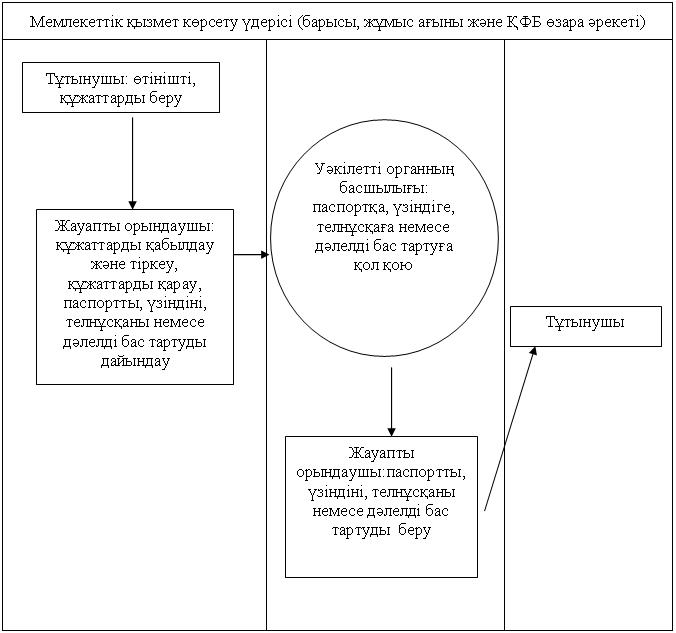 Мемлекеттік қызмет көрсету үдерісі (барысы, жұмыс ағыны және ҚФБ өзара әрекеті)
Тұтынушы: өтінішті,
құжаттарды беру
Жауапты орындаушы:
құжаттарды қабылдау
және тіркеу,
құжаттарды қарау,
паспортты, үзіндіні,
телнұсқаны немесе
дәлелді бас тартуды
дайындау
Уәкілетті органның
басшылығы:
паспортқа, үзіндіге,
телнұсқаға немесе
дәлелді бас тартуға
қол қою
Жауапты
орындаушы:паспортты,
үзіндіні, телнұсқаны
немесе дәлелді бас
тартуды беру
Тұтынушы